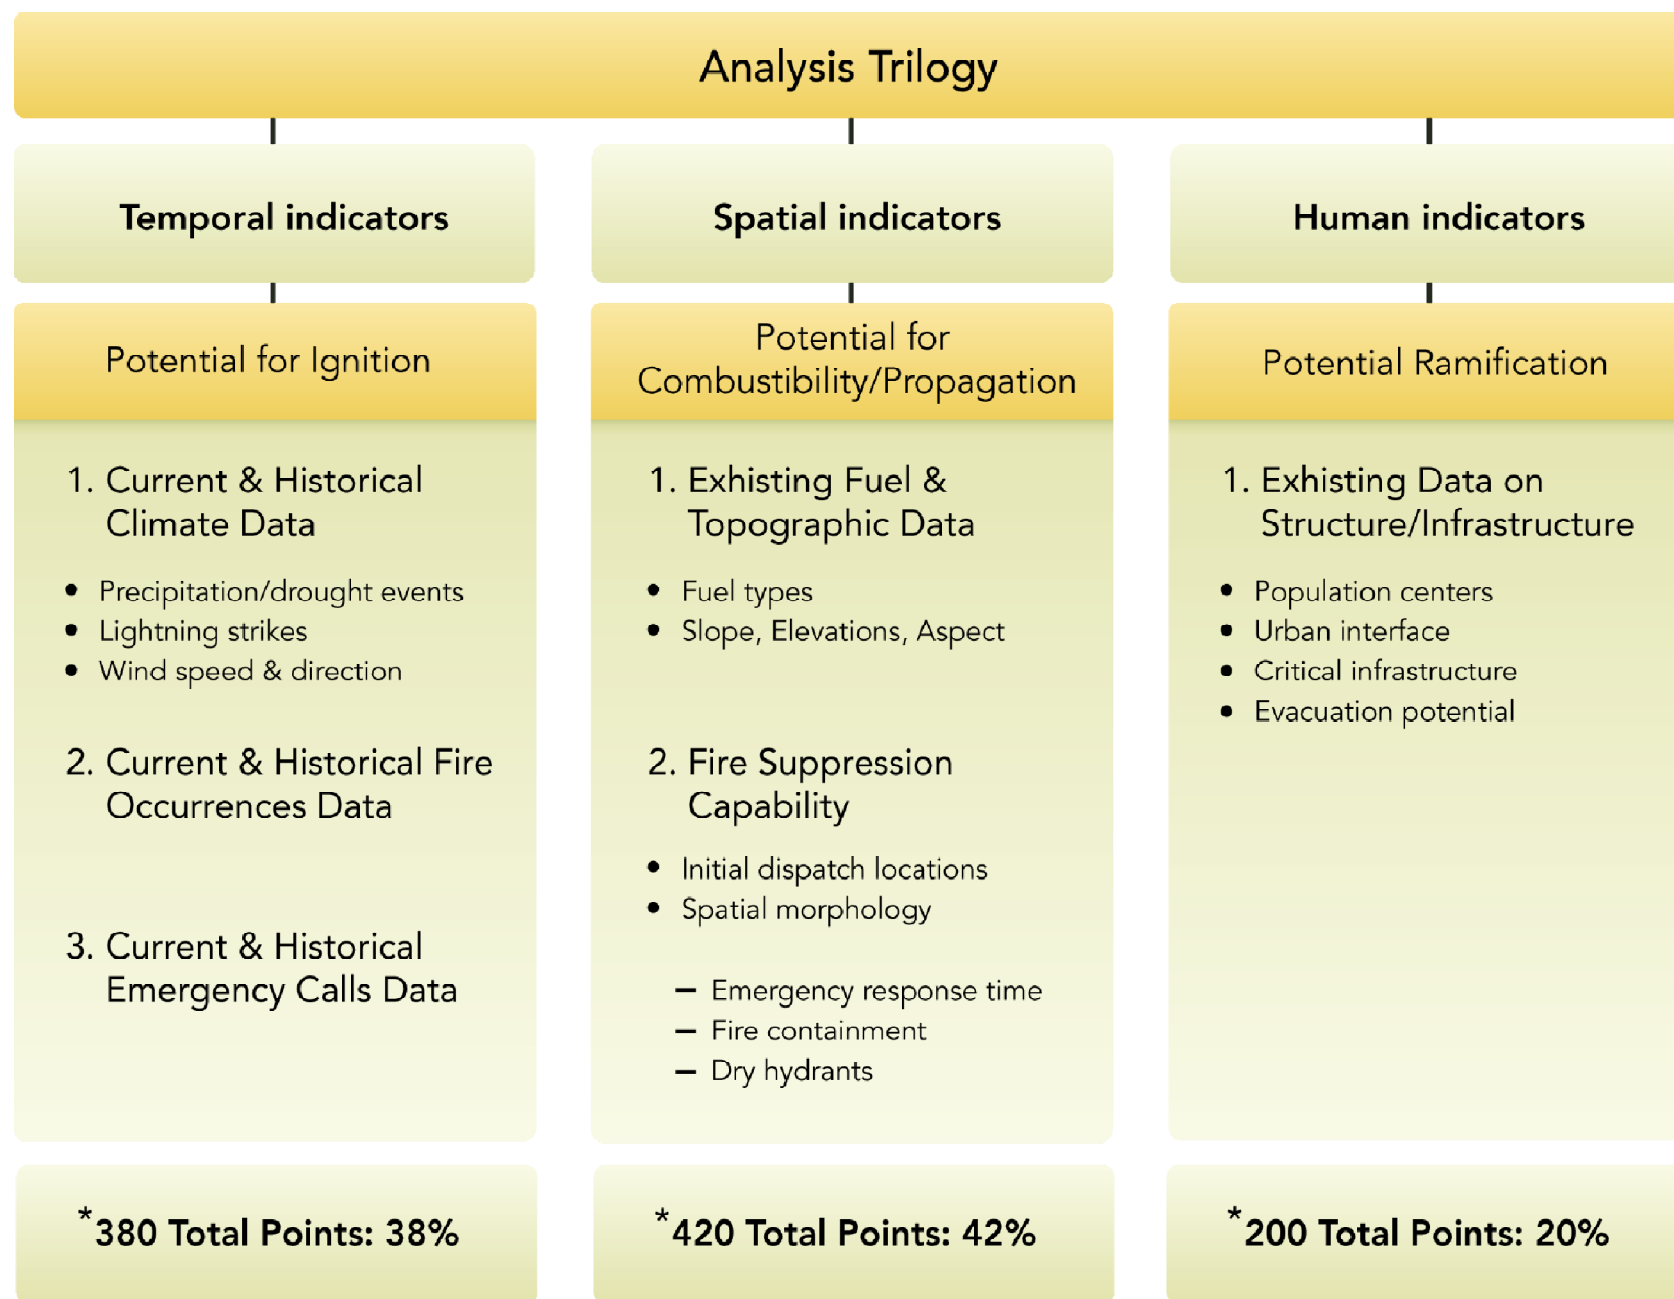 Analysis Trilogy
Temporal indicators
Potential for Ignition
1. Current & Historical
Climate Data
• Precipitation/drought events
• Lightning strikes
• Wind speed & direction
2. Current & Historical Fire
Occurrences Data
3. Current & Historical
Emergency Calls Data
*380 Total Points: 38%
Spatial indicators
Potential for
Combustibility/Propagation
1. Exhisting Fuel &
Topographic Data
• Fuel types
• Slope, Elevations, Aspect
2. Fire Suppression
Capability
• Initial dispatch locations
• Spatial morphology
– Emergency response time
– Fire containment
– Dry hydrants
*420 Total Points: 42%
Human indicators
Potential Ramification
1. Exhisting Data on
Structure/Infrastructure
• Population centers
• Urban interface
• Critical infrastructure
• Evacuation potential
*200 Total Points: 20%